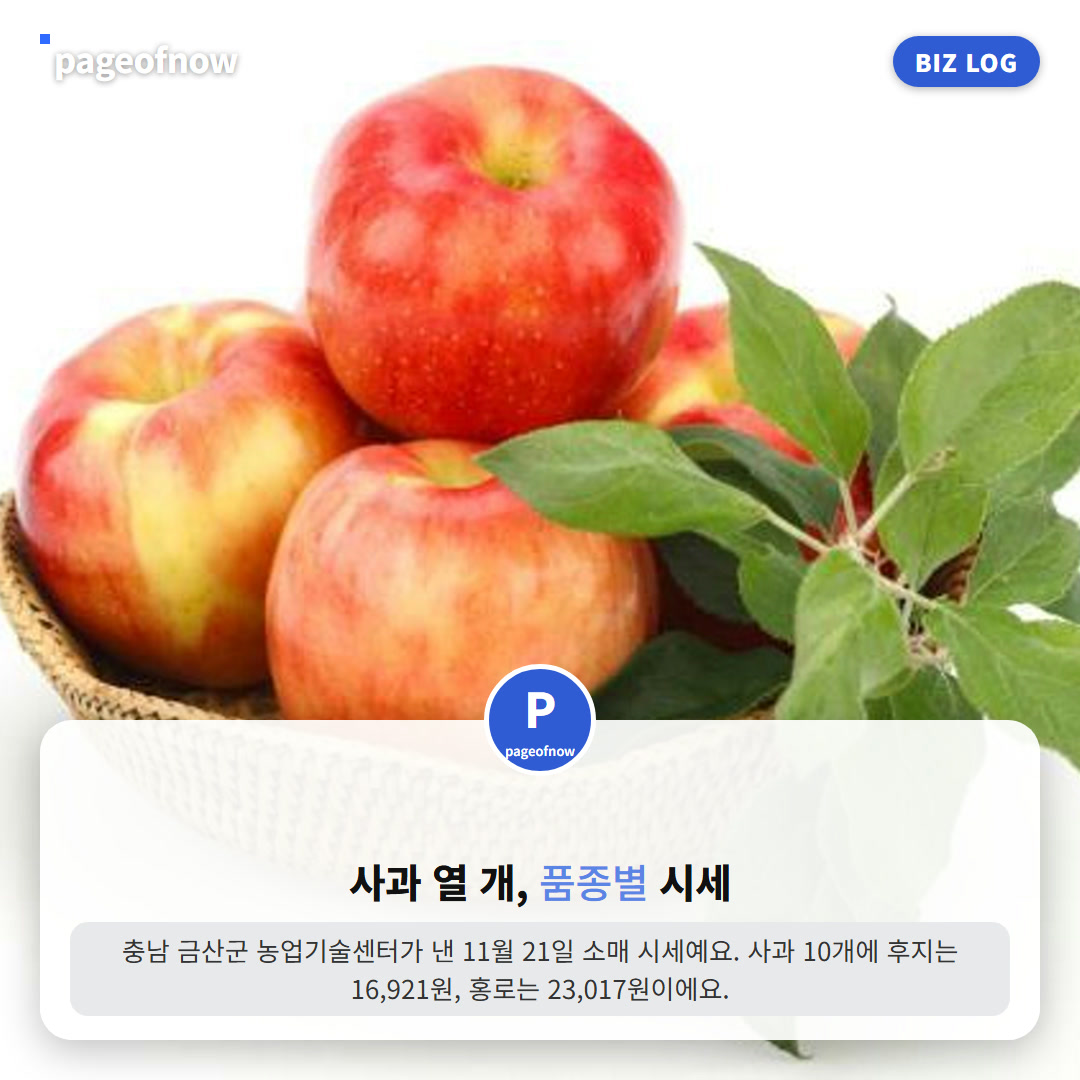 pageofnow
BIZ LOG
P
pageofnow
사과 열 개, 품종별 시세
충남 금산군 농업기술센터가 낸 11월 21일 소매 시세예요. 사과 10개에 후지는
16,921원, 홍로는 23,017원이에요.